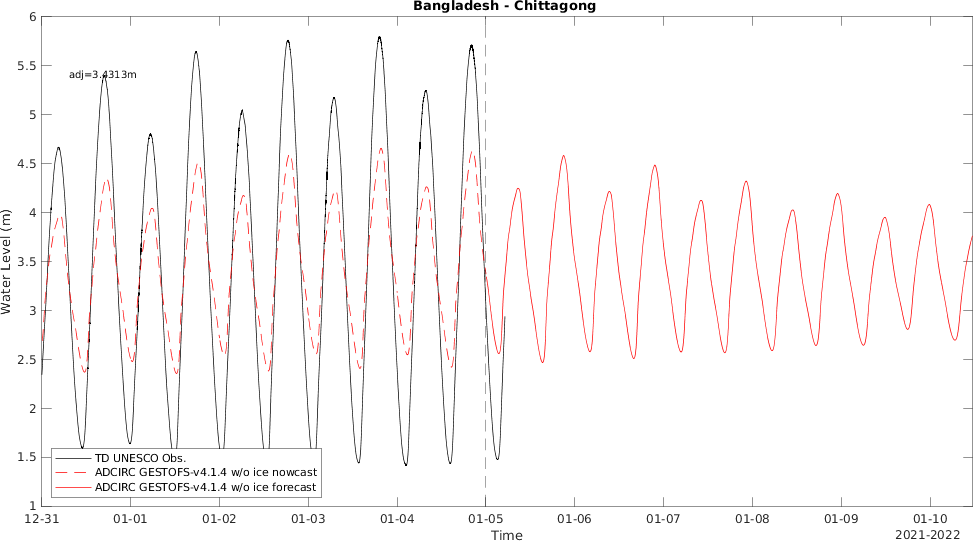 Bangladesh - Chittagong
6
5.5
adj=3.4313m
5
4.5
4
3.5
3
2.5
2
1.5
1
Water Level (m)
TD UNESCO Obs.
ADCIRC GESTOFS-v4.1.4 w/o ice nowcast
ADCIRC GESTOFS-v4.1.4 w/o ice forecast
12-31 01-01 01-02 01-03 01-04 01-05 01-06 01-07 01-08 01-09 01-10
Time
2021-2022